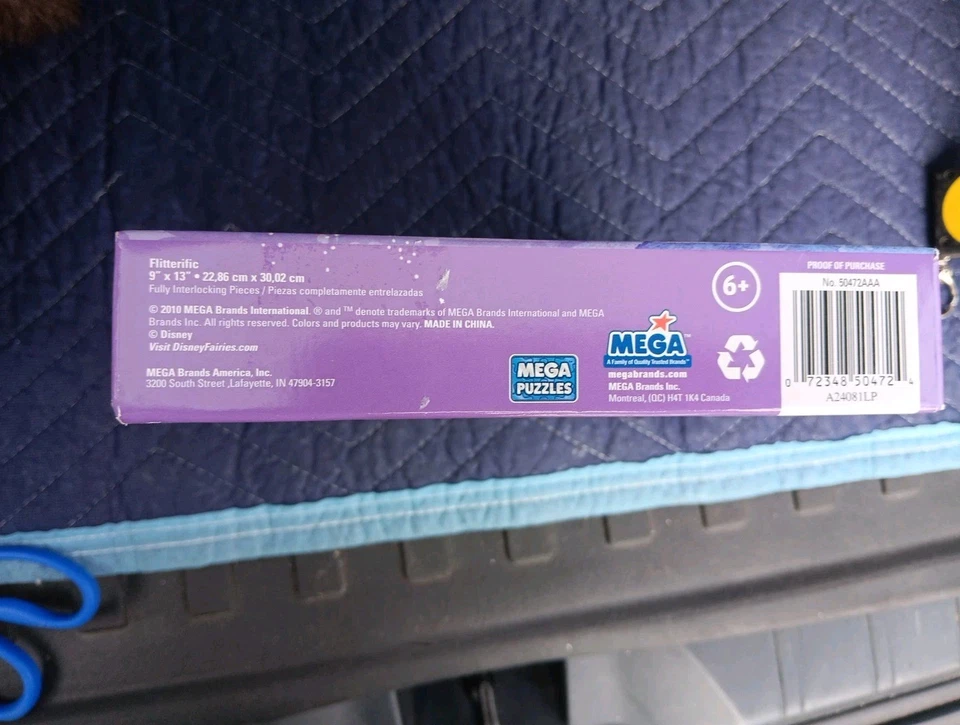 Flitterific
9" x 13" • 22,86 cm x 30,02 cm
Fully Interlocking Pieces / Piezas completamente entrelazadas
© 2010 MEGA Brands International. ® and ™ denote trademarks of MEGA Brands International and MEGA
Brands Inc. All rights reserved. Colors and products may vary. MADE IN CHINA.
© Disney
Visit DisneyFairies.com
MEGA Brands America, Inc.
3200 South Street ,Lafayette, IN 47904-3157
MEGA
PUZZLES
MEGA™
A Family of Quality Trusted Brands™
megabrands.com
MEGA Brands Inc.
Montreal, (QC) H4T 1K4 Canada
6+
PROOF OF PURCHASE
No. 50472AAA
0 72348 50472 4
A24081LP